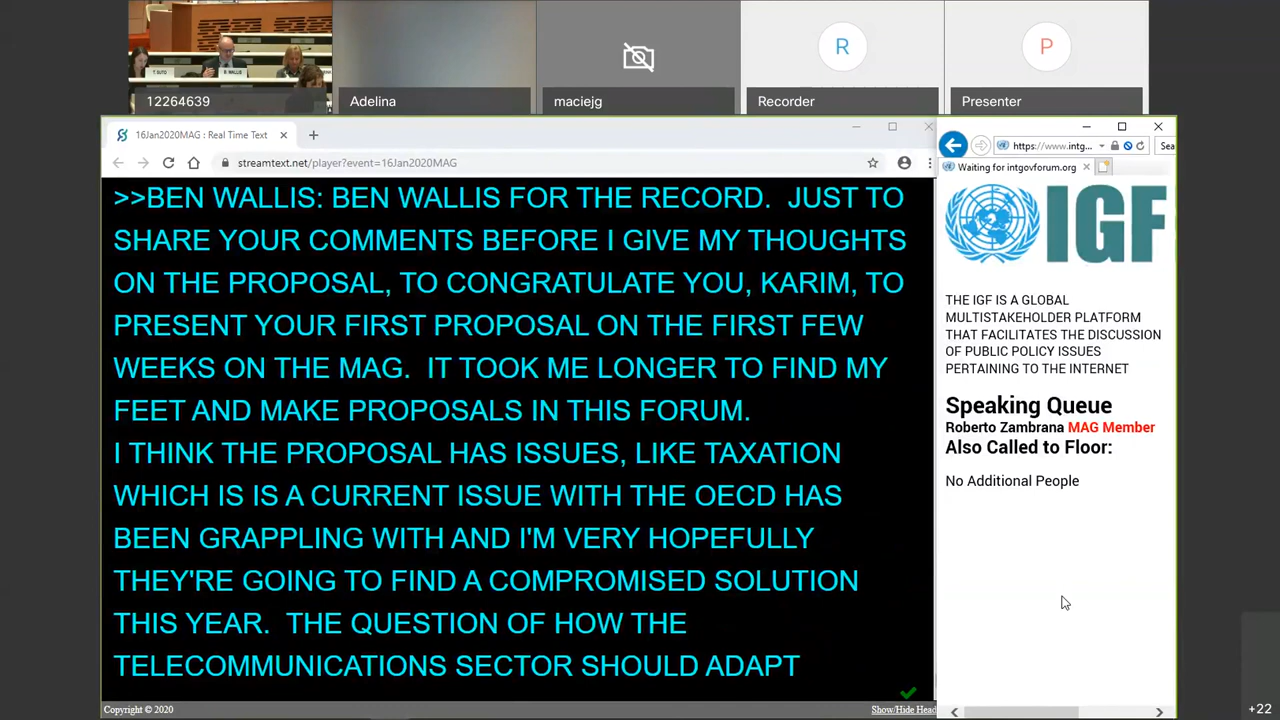 T. SUTO
B. WALLIS
12264639
Adelina
maciejg
R
Recorder
P
Presenter
16Jan2020MAG : Real Time Text
streamtext.net/player?event=16Jan2020MAG
>>BEN WALLIS: BEN WALLIS FOR THE RECORD.  JUST TO
SHARE YOUR COMMENTS BEFORE I GIVE MY THOUGHTS
ON THE PROPOSAL, TO CONGRATULATE YOU, KARIM, TO
PRESENT YOUR FIRST PROPOSAL ON THE FIRST FEW
WEEKS ON THE MAG.  IT TOOK ME LONGER TO FIND MY
FEET AND MAKE PROPOSALS IN THIS FORUM.
I THINK THE PROPOSAL HAS ISSUES, LIKE TAXATION
WHICH IS IS A CURRENT ISSUE WITH THE OECD HAS
BEEN GRAPPLING WITH AND I'M VERY HOPEFULLY
THEY'RE GOING TO FIND A COMPROMISED SOLUTION
THIS YEAR.  THE QUESTION OF HOW THE
TELECOMMUNICATIONS SECTOR SHOULD ADAPT
Copyright © 2020
Show/Hide Head
https://www.intg...
Sea
Waiting for intgovforum.org
IGF
THE IGF IS A GLOBAL
MULTISTAKEHOLDER PLATFORM
THAT FACILITATES THE DISCUSSION
OF PUBLIC POLICY ISSUES
PERTAINING TO THE INTERNET
Speaking Queue
Roberto Zambrana MAG Member
Also Called to Floor:
No Additional People
+22